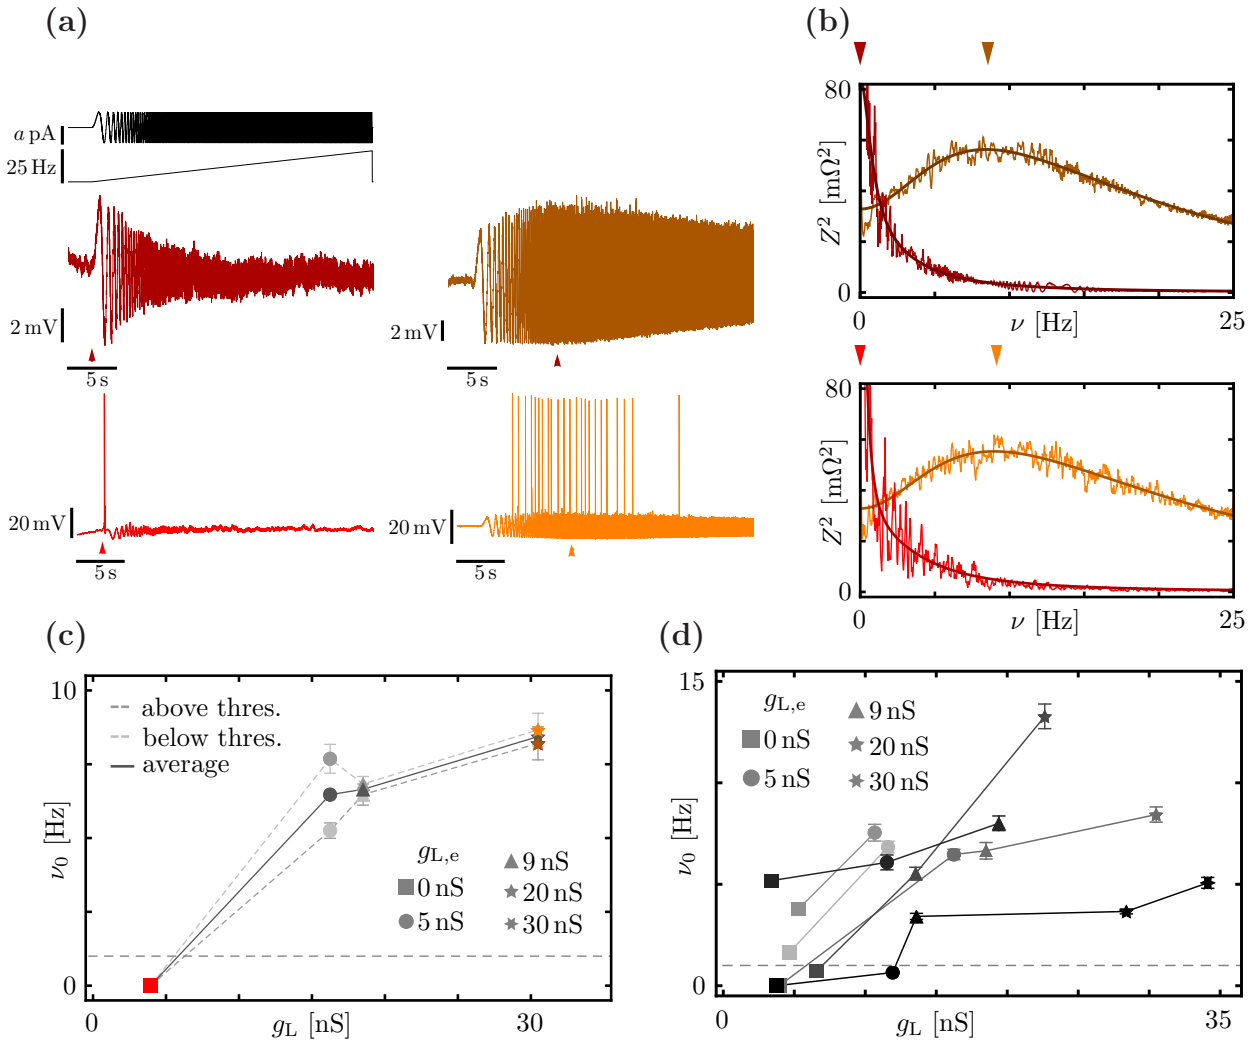 (a)
a pA
25 Hz
2 mV
5 s
2 mV
20 mV
5 s
20 mV
5 s
(b)
80
Z² [mΩ²]
0
0
ν [Hz]
25
80
Z² [mΩ²]
0
0
ν [Hz]
25
(c)
10
above thres.
below thres.
average
ν₀ [Hz]
g_L,e
0 nS
5 nS
9 nS
20 nS
30 nS
0
0
g_L [nS]
30
(d)
15
g_L,e
0 nS
5 nS
9 nS
20 nS
30 nS
ν₀ [Hz]
0
0
g_L [nS]
35